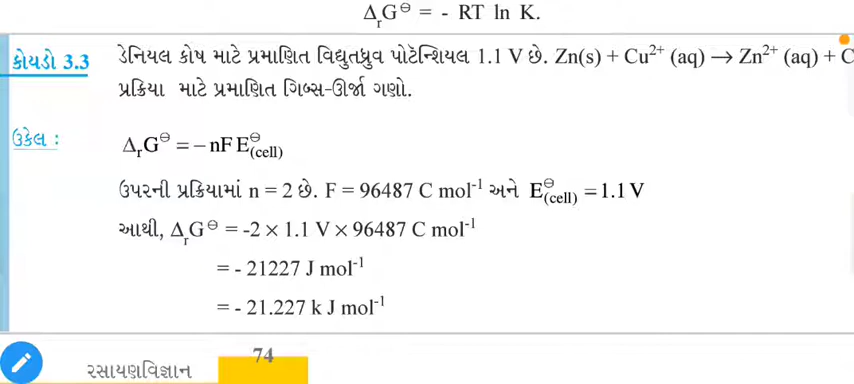 ΔᵣG⊖ = - RT ln K.
કોયડો 3.3 ડેનિયલ કોષ માટે પ્રમાણિત વિદ્યુતધ્રુવ પોટૅન્શિયલ 1.1 V છે. Zn(s) + Cu²⁺ (aq) → Zn²⁺ (aq) + C
પ્રક્રિયા માટે પ્રમાણિત ગિબ્સ-ઊર્જા ગણો.
ઉકેલ :
ΔᵣG⊖ = – nF E⊖(cell)
ઉપરની પ્રક્રિયામાં n = 2 છે. F = 96487 C mol⁻¹ અને E⊖(cell) = 1.1 V
આથી, ΔᵣG⊖ = -2 × 1.1 V × 96487 C mol⁻¹
= - 21227 J mol⁻¹
= - 21.227 k J mol⁻¹
74
રસાયણવિજ્ઞાન